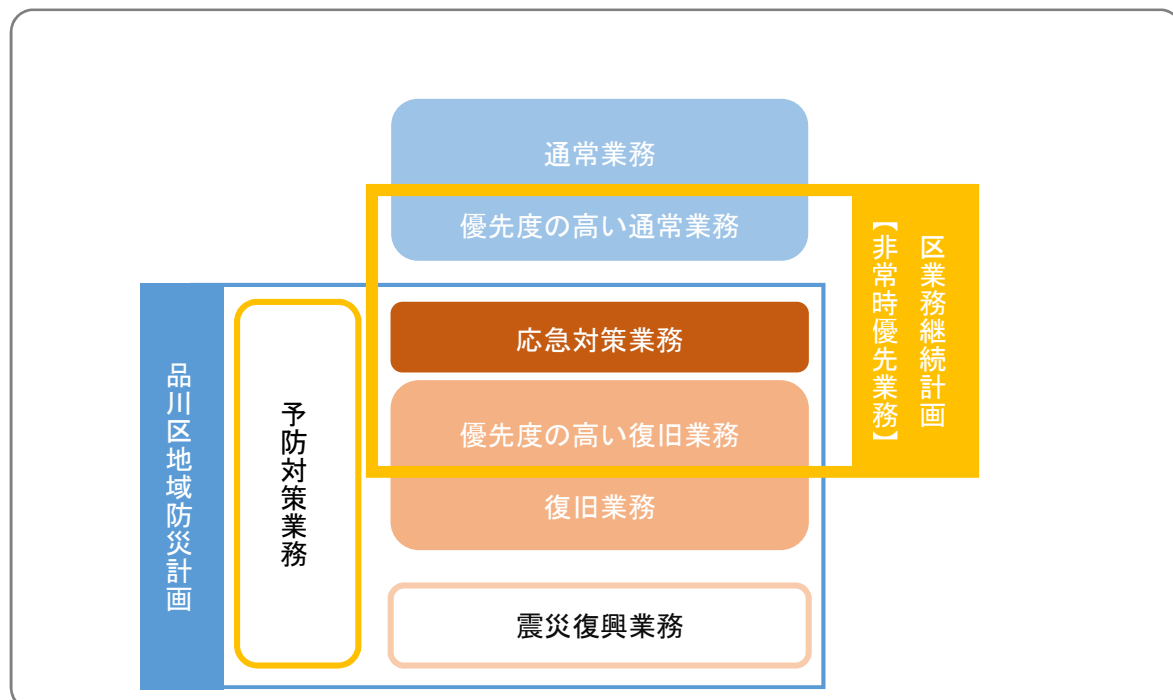 通常業務
優先度の高い通常業務
区業務継続計画
【非常時優先業務】
品川区地域防災計画
予防対策業務
応急対策業務
優先度の高い復旧業務
復旧業務
震災復興業務